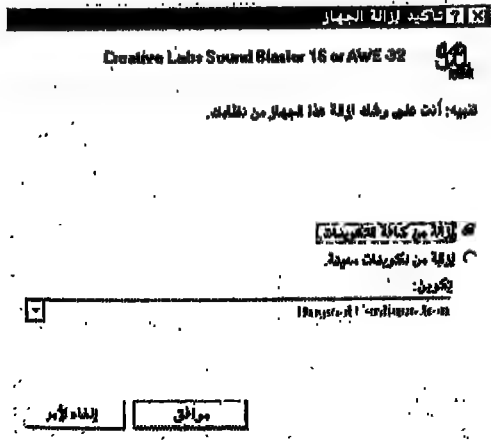 تأكيد إزالة الجهاز
Creative Labs Sound Blaster 16 or AWE-32
تنبيه: أنت على وشك إزالة هذا الجهاز من نظامك.
إزالة من كافة التكوينات.
إزالة من تكوينات معينة.
تكوين:
موافق
إلغاء الأمر